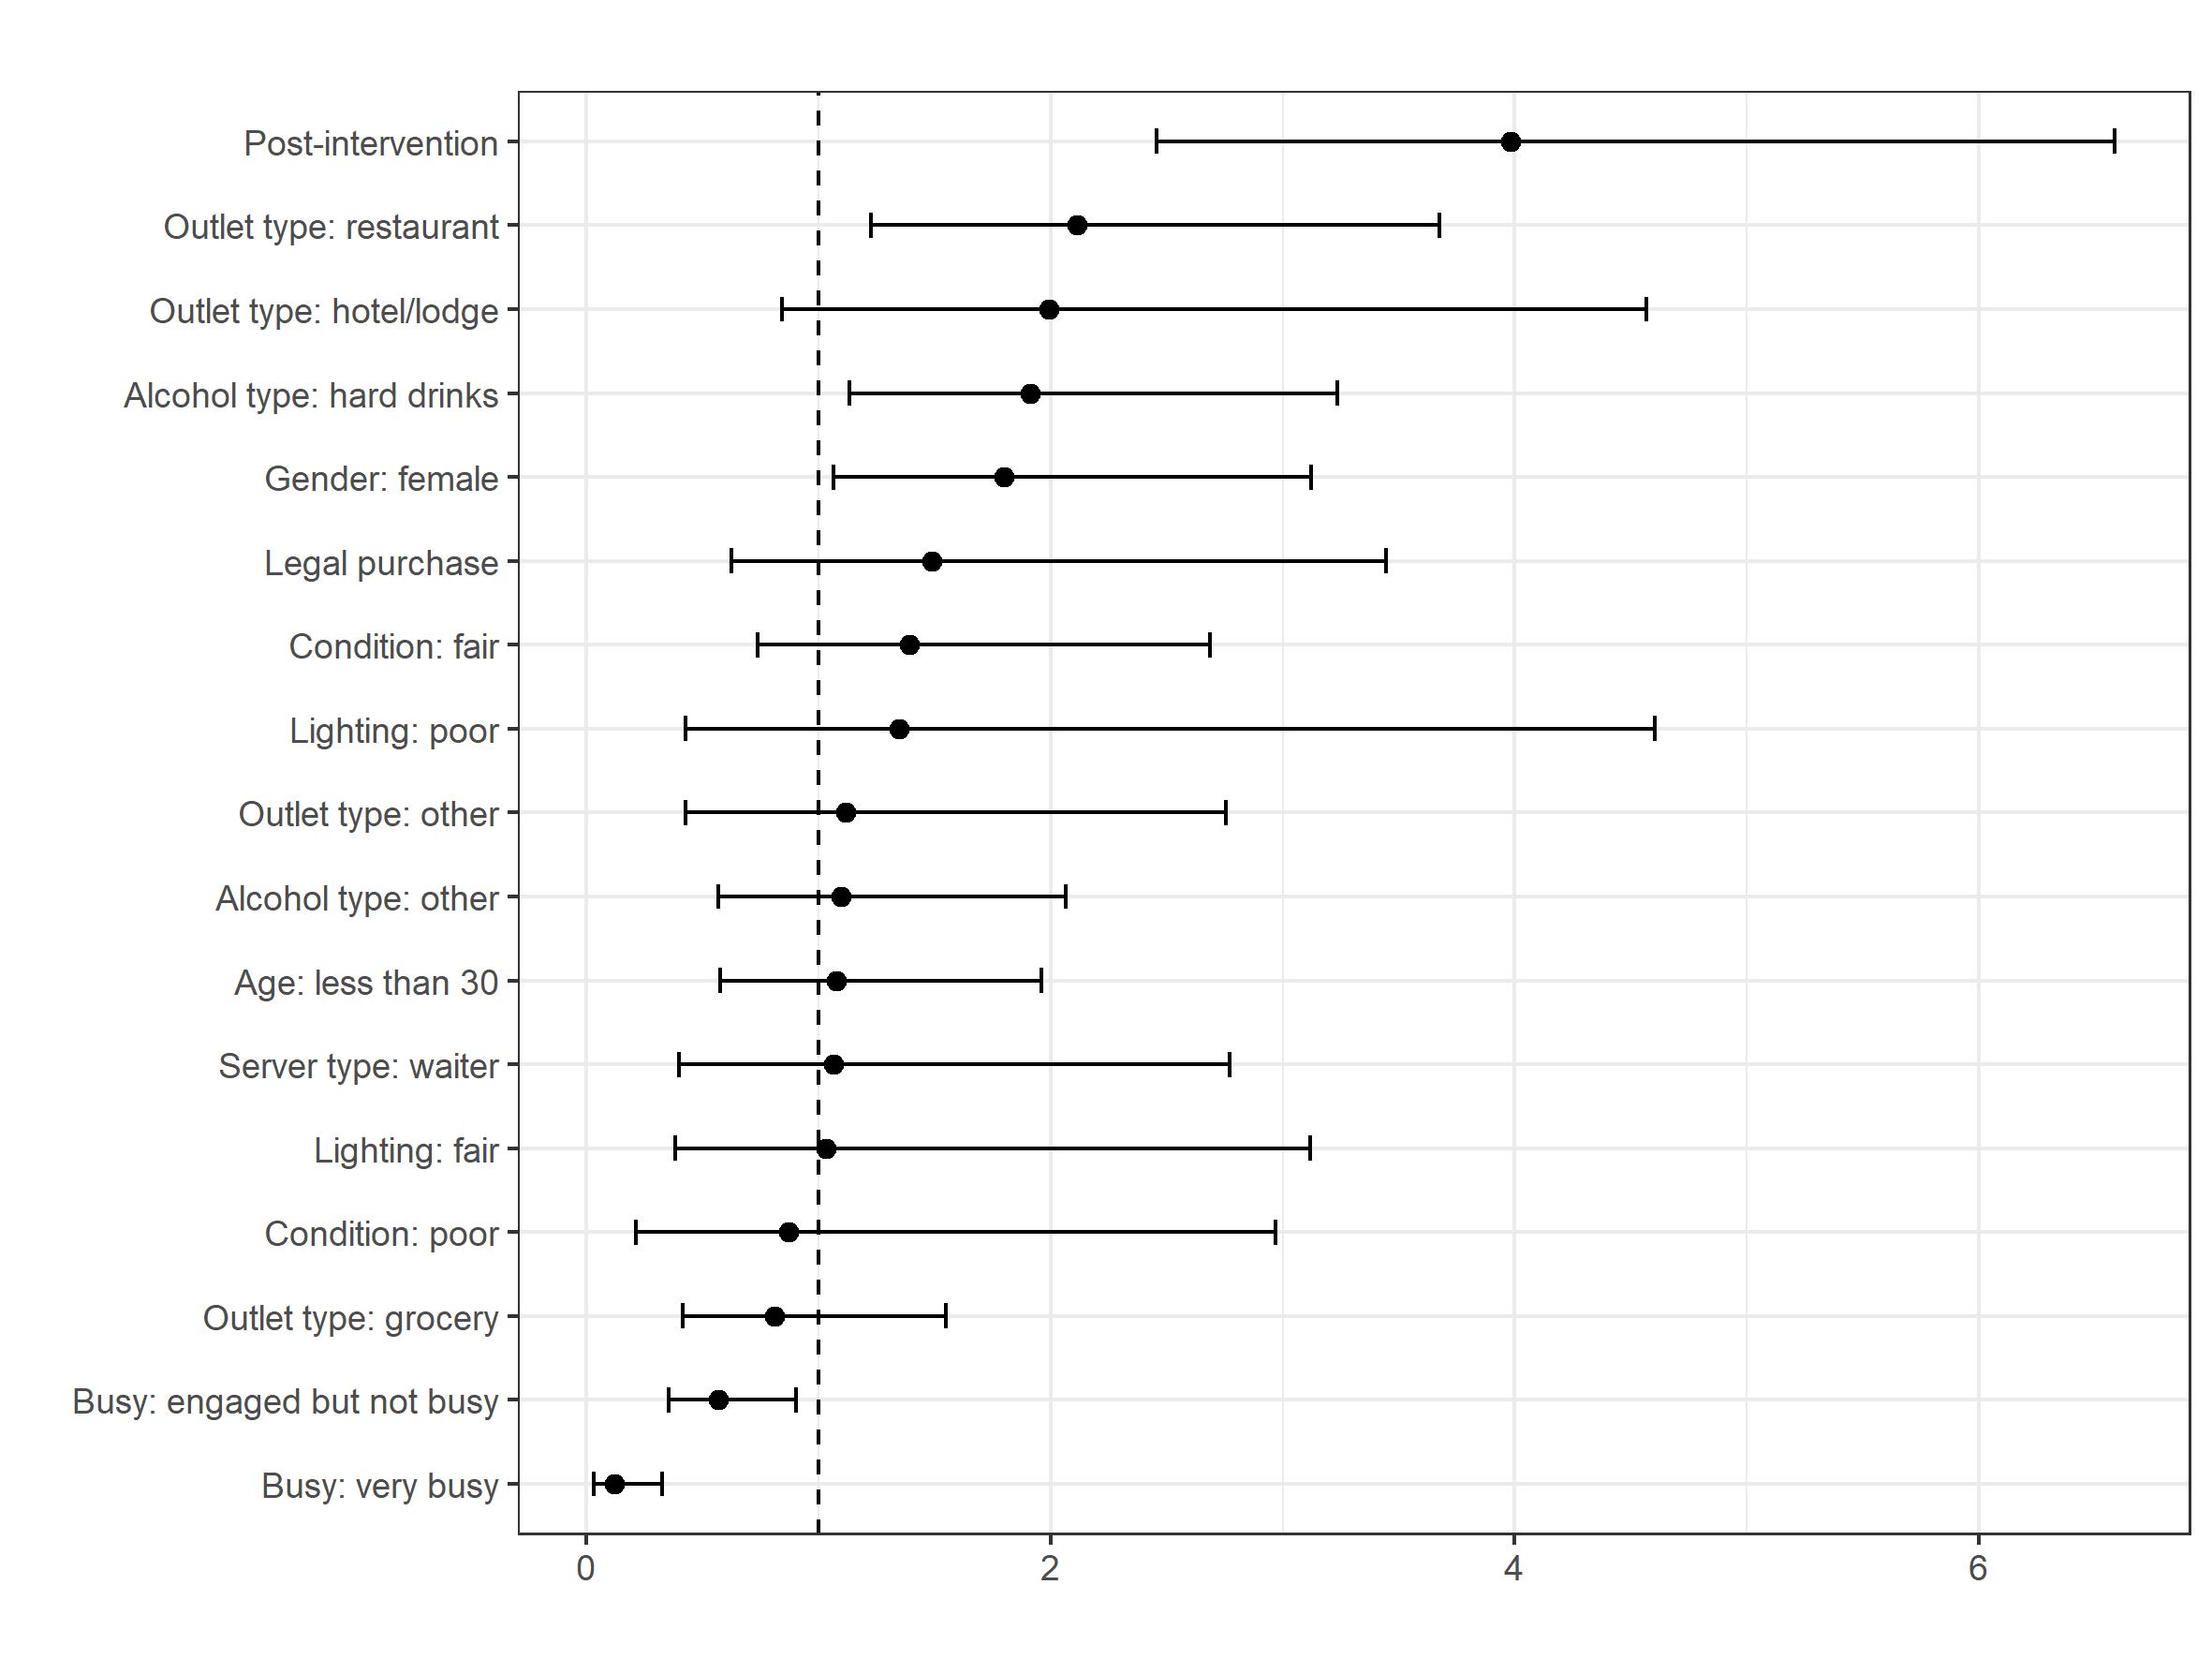 Post-intervention
Outlet type: restaurant
Outlet type: hotel/lodge
Alcohol type: hard drinks
Gender: female
Legal purchase
Condition: fair
Lighting: poor
Outlet type: other
Alcohol type: other
Age: less than 30
Server type: waiter
Lighting: fair
Condition: poor
Outlet type: grocery
Busy: engaged but not busy
Busy: very busy
0 2 4 6